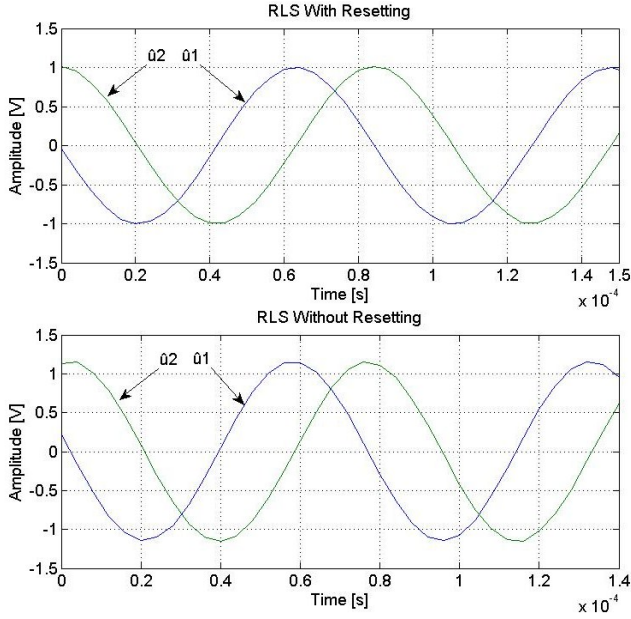 RLS With Resetting
1.5
û2 û1
1
0.5
0
-0.5
-1
-1.5
Amplitude [V]
0 0.2 0.4 0.6 0.8 1 1.2 1.4 1.5
Time [s]
x 10^-4
RLS Without Resetting
1.5
û2 û1
1
0.5
0
-0.5
-1
-1.5
Amplitude [V]
0 0.2 0.4 0.6 0.8 1 1.2 1.4
Time [s]
x 10^-4